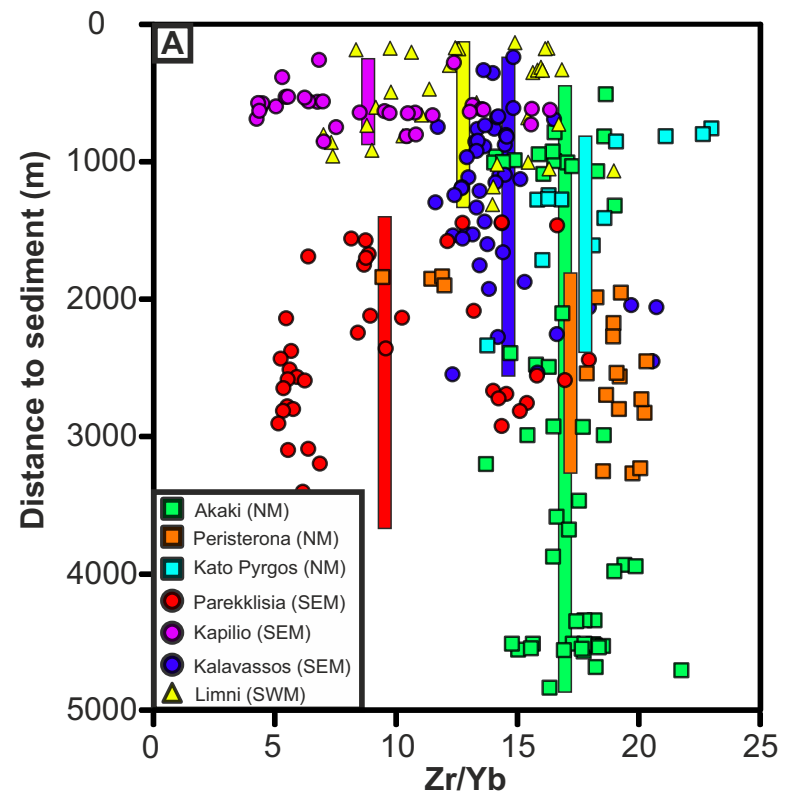 A
0
1000
2000
3000
4000
5000
Distance to sediment (m)
Akaki (NM)
Peristerona (NM)
Kato Pyrgos (NM)
Parekklisia (SEM)
Kapilio (SEM)
Kalavassos (SEM)
Limni (SWM)
0 5 10 15 20 25
Zr/Yb